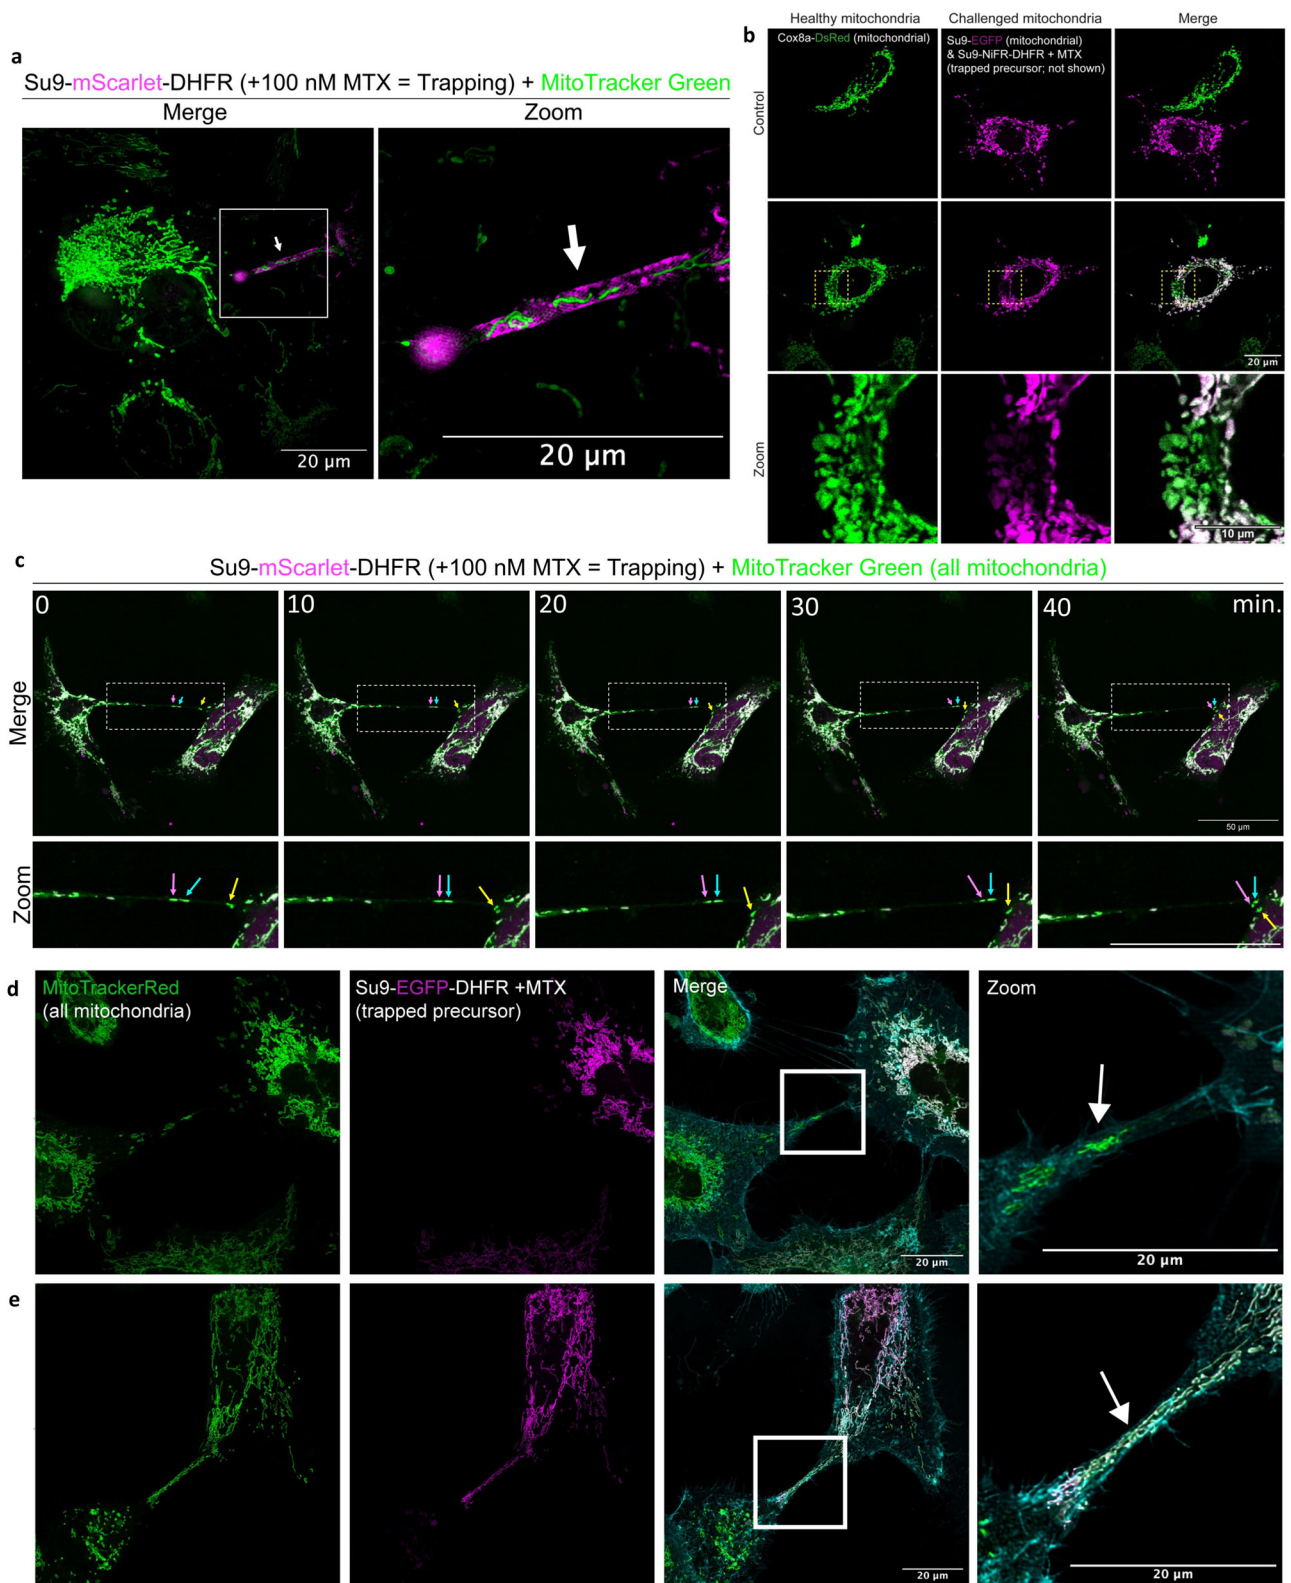 a
Su9-mScarlet-DHFR (+100 nM MTX = Trapping) + MitoTracker Green
Merge
Zoom
20 µm
20 µm
b
Healthy mitochondria
Challenged mitochondria
Merge
Cox8a-DsRed (mitochondrial)
Su9-EGFP (mitochondrial)
& Su9-NiFR-DHFR + MTX
(trapped precursor; not shown)
Control
20 µm
Zoom
10 µm
c
Su9-mScarlet-DHFR (+100 nM MTX = Trapping) + MitoTracker Green (all mitochondria)
0
10
20
30
40
min.
Merge
50 µm
Zoom
d
MitoTrackerRed
(all mitochondria)
Su9-EGFP-DHFR +MTX
(trapped precursor)
Merge
Zoom
20 µm
20 µm
e
20 µm
20 µm